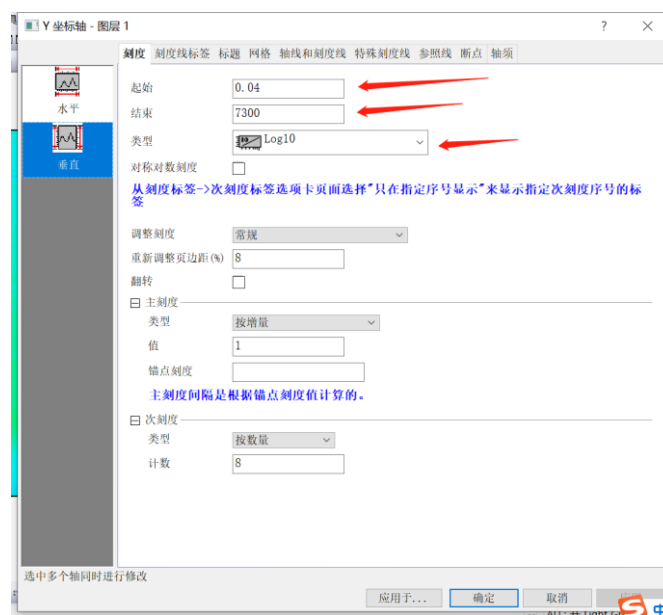 Y 坐标轴 - 图层 1
?
刻度 刻度线标签 标题 网格 轴线和刻度线 特殊刻度线 参照线 断点 轴须
水平
垂直
起始 0.04
结束 7300
类型 Log10
对称对数刻度
从刻度标签->次刻度标签选项卡页面选择"只在指定序号显示"来显示指定次刻度序号的标
签
调整刻度 常规
重新调整页边距(%) 8
翻转
主刻度
类型 按增量
值 1
锚点刻度
主刻度间隔是根据锚点刻度值计算的。
次刻度
类型 按数量
计数 8
选中多个轴同时进行修改
应用于... 确定 取消